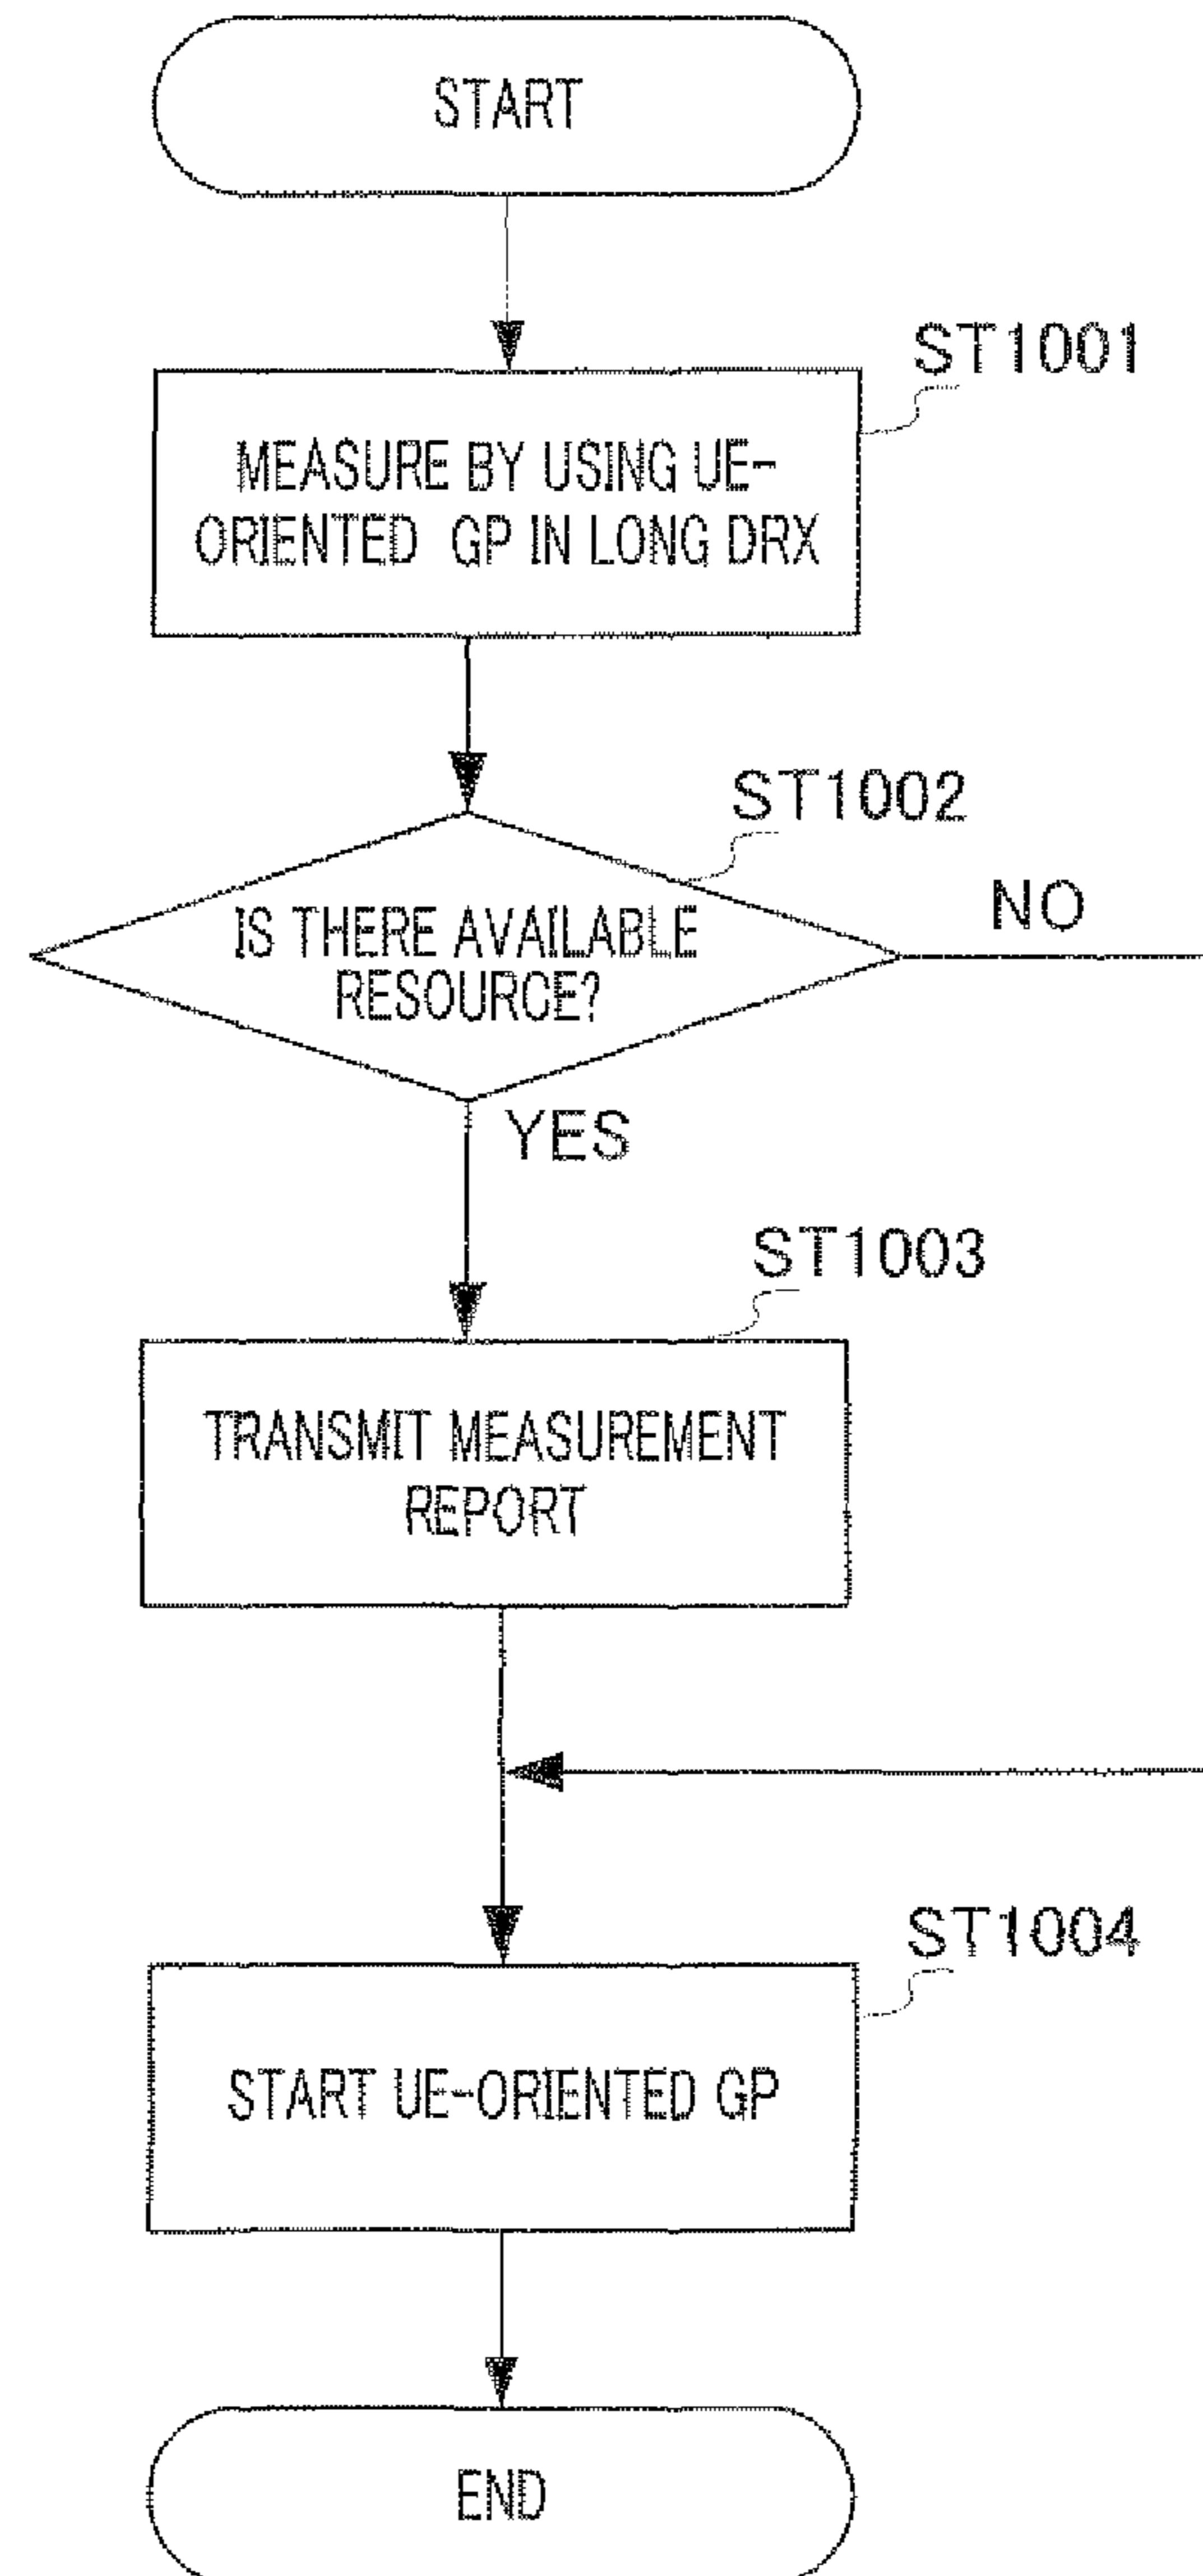 START
ST1001
MEASURE BY USING UE-
ORIENTED GP IN LONG DRX
ST1002
IS THERE AVAILABLE
RESOURCE?
NO
YES
ST1003
TRANSMIT MEASUREMENT
REPORT
ST1004
START UE-ORIENTED GP
END